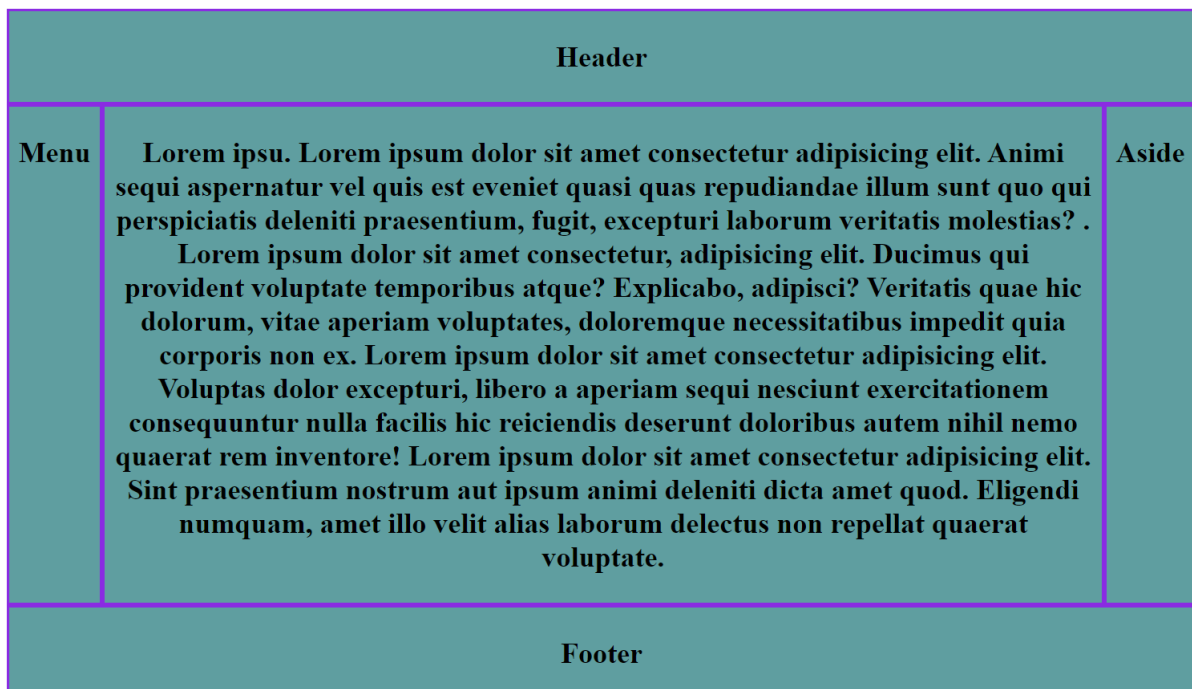 Header
Menu
Lorem ipsu. Lorem ipsum dolor sit amet consectetur adipisicing elit. Animi
sequi aspernatur vel quis est eveniet quasi quas repudiandae illum sunt quo qui
perspiciatis deleniti praesentium, fugit, excepturi laborum veritatis molestias? .
Lorem ipsum dolor sit amet consectetur, adipisicing elit. Ducimus qui
provident voluptate temporibus atque? Explicabo, adipisci? Veritatis quae hic
dolorum, vitae aperiam voluptates, doloremque necessitatibus impedit quia
corporis non ex. Lorem ipsum dolor sit amet consectetur adipisicing elit.
Voluptas dolor excepturi, libero a aperiam sequi nesciunt exercitationem
consequuntur nulla facilis hic reiciendis deserunt doloribus autem nihil nemo
quaerat rem inventore! Lorem ipsum dolor sit amet consectetur adipisicing elit.
Sint praesentium nostrum aut ipsum animi deleniti dicta amet quod. Eligendi
numquam, amet illo velit alias laborum delectus non repellat quaerat
voluptate.
Aside
Footer